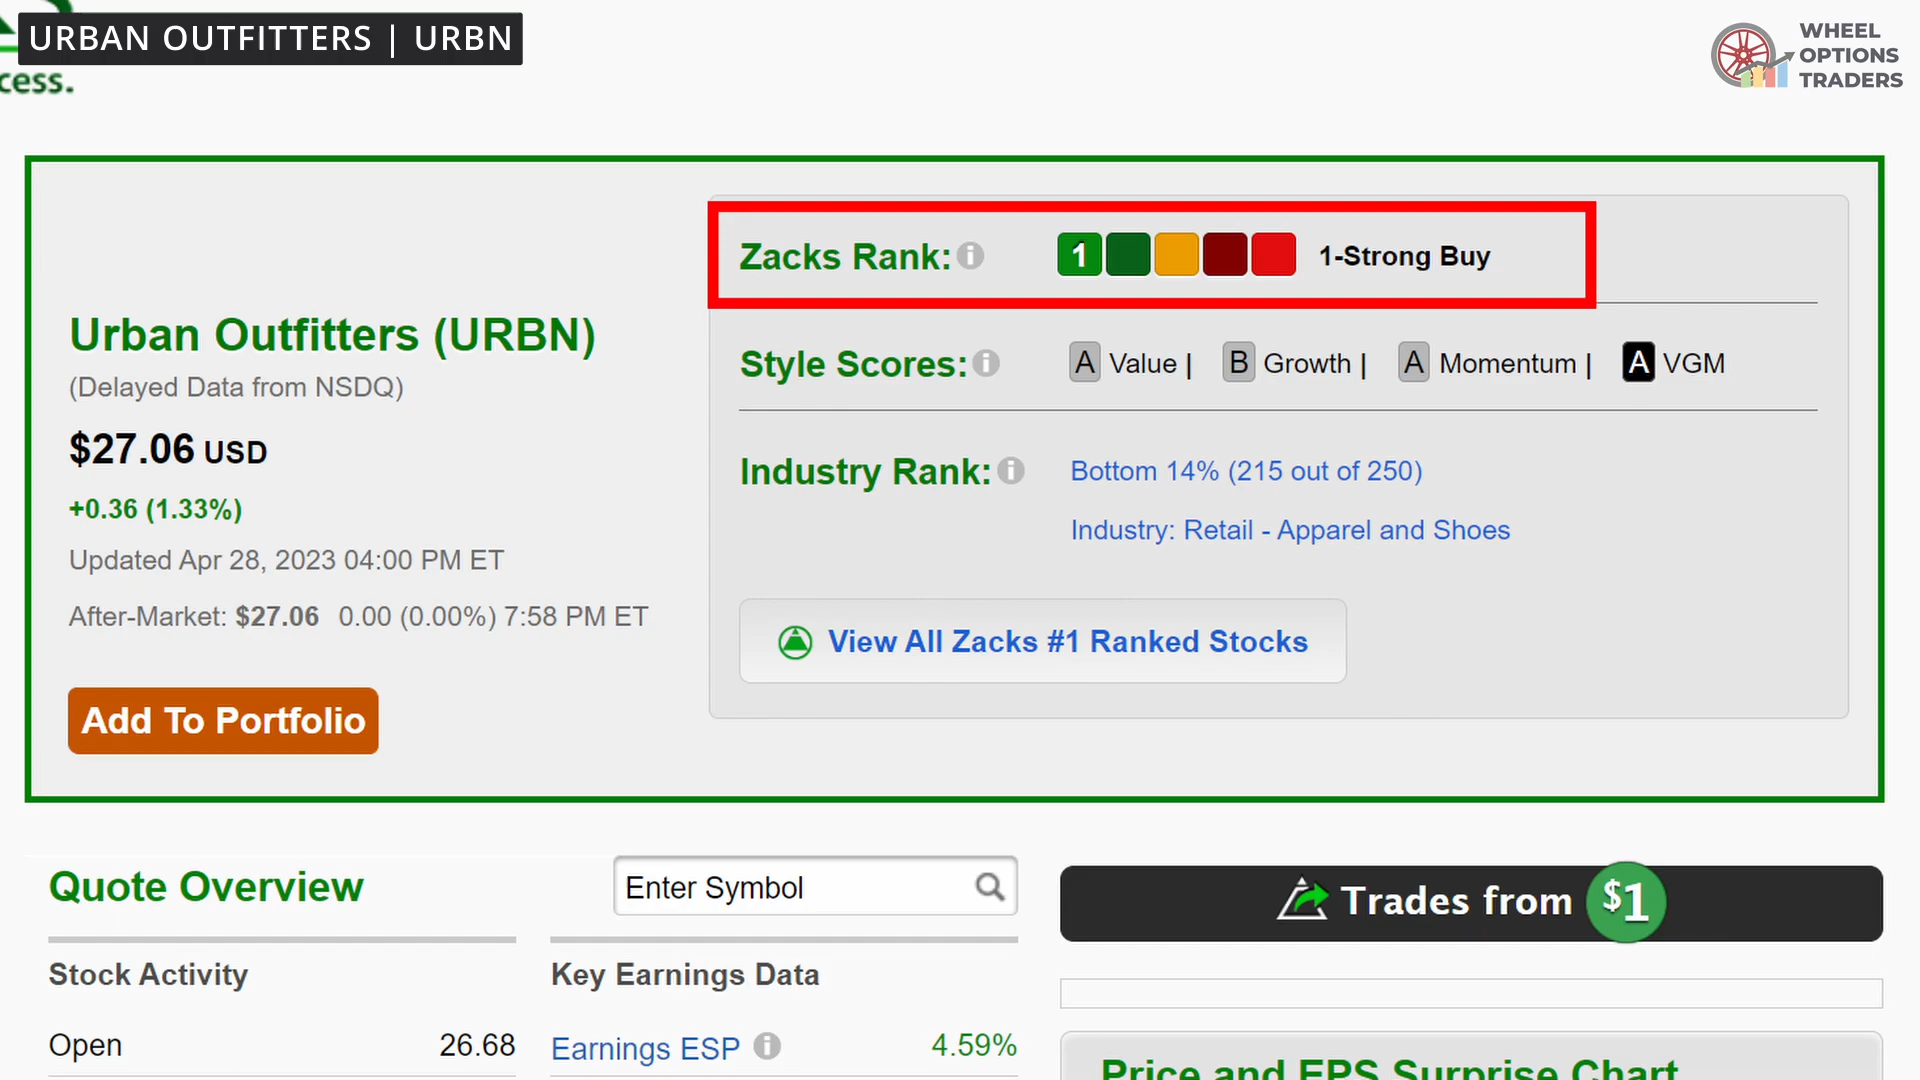 URBAN OUTFITTERS | URBN
cess.
WHEEL
OPTIONS
TRADERS
Zacks Rank: 1 1-Strong Buy
Urban Outfitters (URBN)
(Delayed Data from NSDQ)
$27.06 USD
+0.36 (1.33%)
Updated Apr 28, 2023 04:00 PM ET
After-Market: $27.06 0.00 (0.00%) 7:58 PM ET
Add To Portfolio
Style Scores: A Value | B Growth | A Momentum | A VGM
Industry Rank: Bottom 14% (215 out of 250)
Industry: Retail - Apparel and Shoes
View All Zacks #1 Ranked Stocks
Quote Overview
Enter Symbol
Trades from $1
Stock Activity
Open 26.68
Key Earnings Data
Earnings ESP 4.59%
Price and EPS Surprise Chart